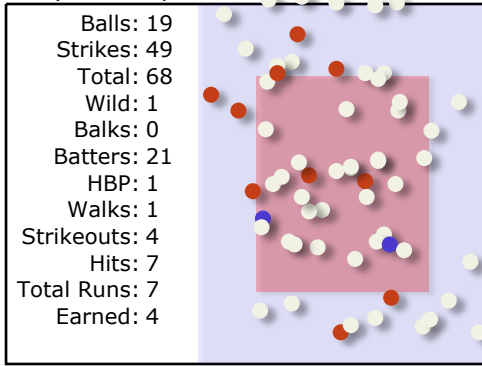 Balls: 19
Strikes: 49
Total: 68
Wild: 1
Balks: 0
Batters: 21
HBP: 1
Walks: 1
Strikeouts: 4
Hits: 7
Total Runs: 7
Earned: 4